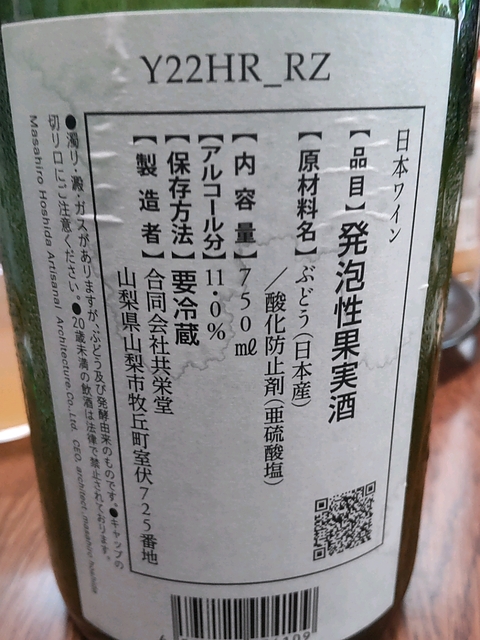 Y22HR_RZ
日本ワイン
【品目】発泡性果実酒
【原材料名】ぶどう(日本産)
／酸化防止剤(亜硫酸塩)
【内容量】750㎖
【アルコール分】11.0%
【保存方法】要冷蔵
【製造者】合同会社共栄堂
山梨県山梨市牧丘町室伏725番地
●濁り・澱・ガスがありますが、ぶどう及び発酵由来のものです。●キャップの
切り口にご注意ください。●20歳未満の飲酒は法律で禁止されております。
Masahiro Hoshida Artisanal Architecture.Co.Ltd. CEO, architect:masahiro hoshida